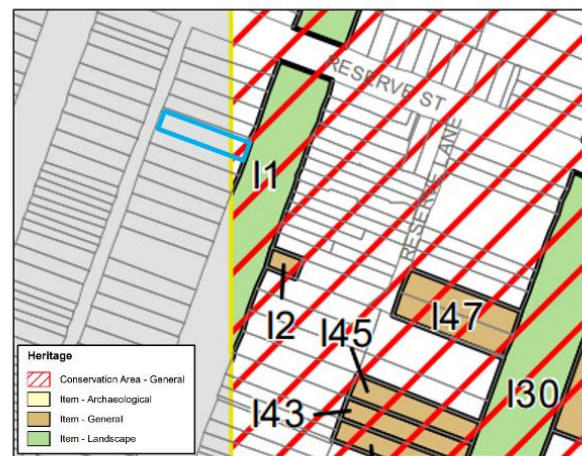 RESERVE ST
RESERVE LANE
I1
I2
I47
I45
I43
I30
Heritage
Conservation Area - General
Item - Archaeological
Item - General
Item - Landscape